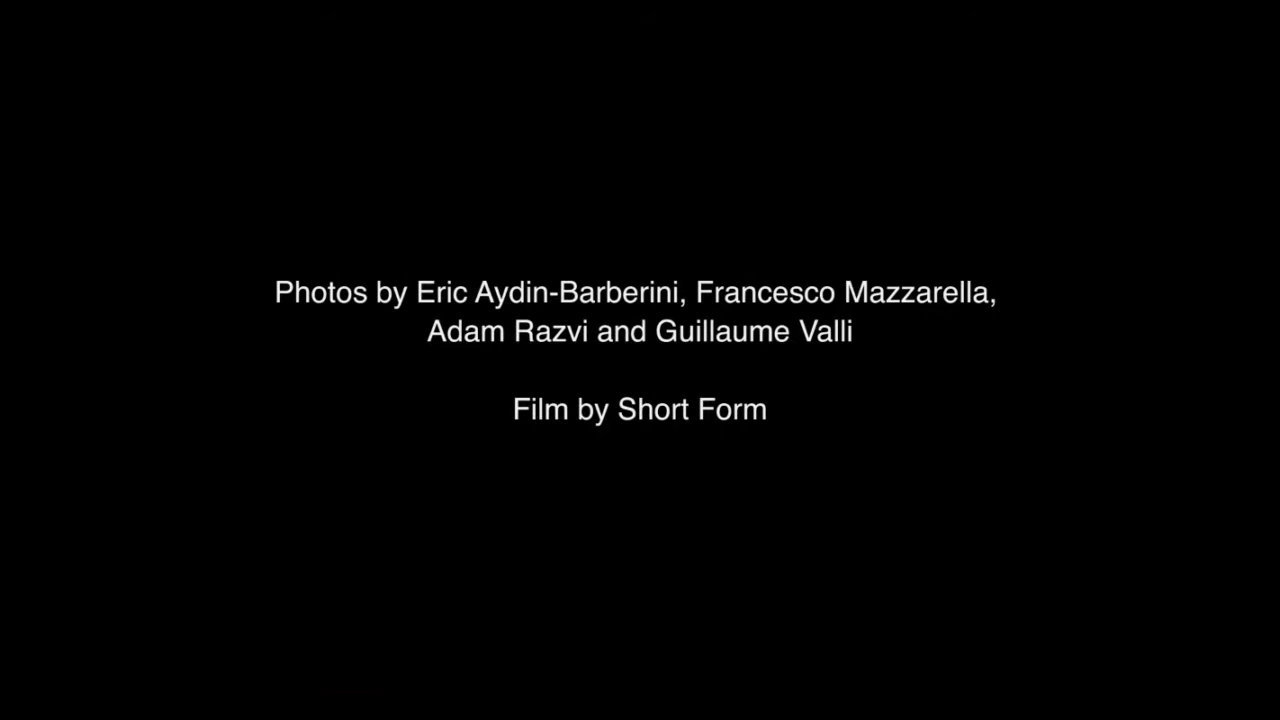 Photos by Eric Aydin-Barberini, Francesco Mazzarella,
Adam Razvi and Guillaume Valli
Film by Short Form